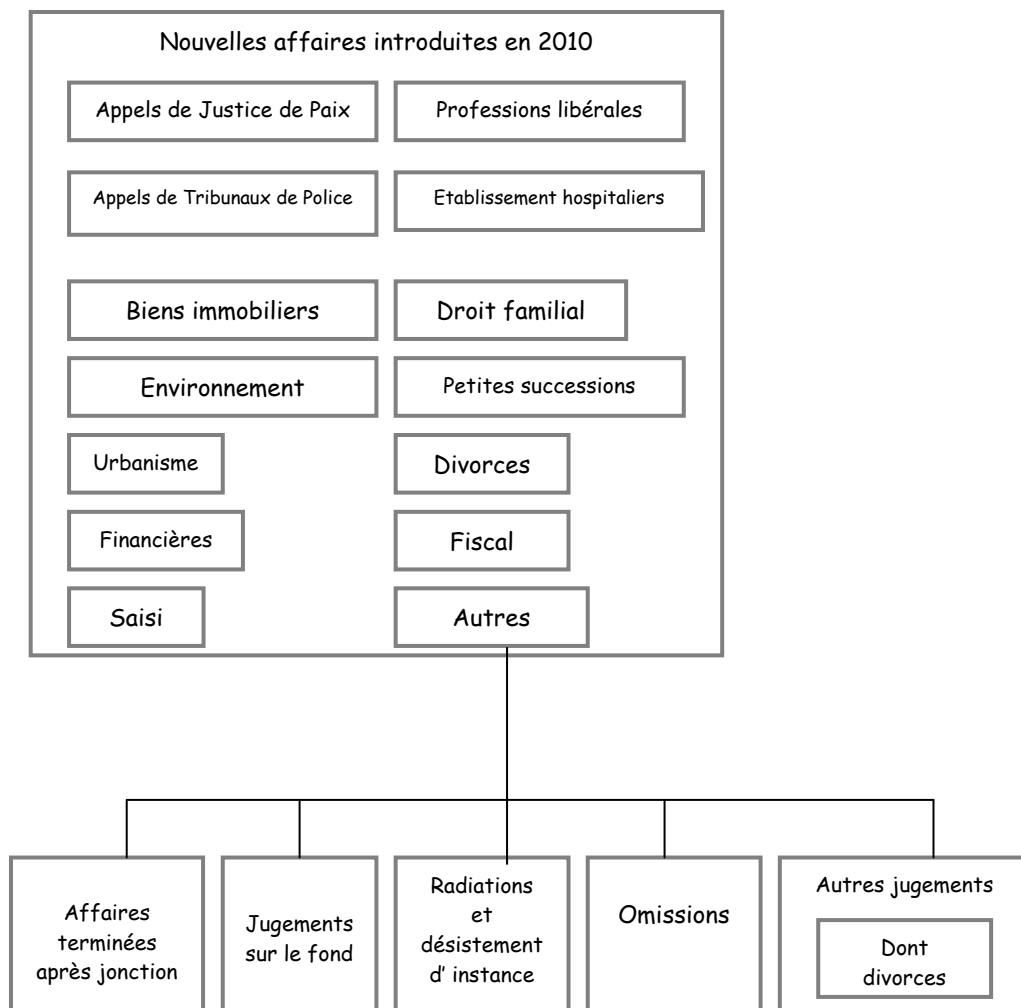 Nouvelles affaires introduites en 2010
Appels de Justice de Paix
Professions libérales
Appels de Tribunaux de Police
Etablissement hospitaliers
Biens immobiliers
Droit familial
Environnement
Petites successions
Urbanisme
Divorces
Financières
Fiscal
Saisi
Autres
Affaires
terminées
après jonction
Jugements
sur le fond
Radiations
et
désistement
d' instance
Omissions
Autres jugements
Dont
divorces